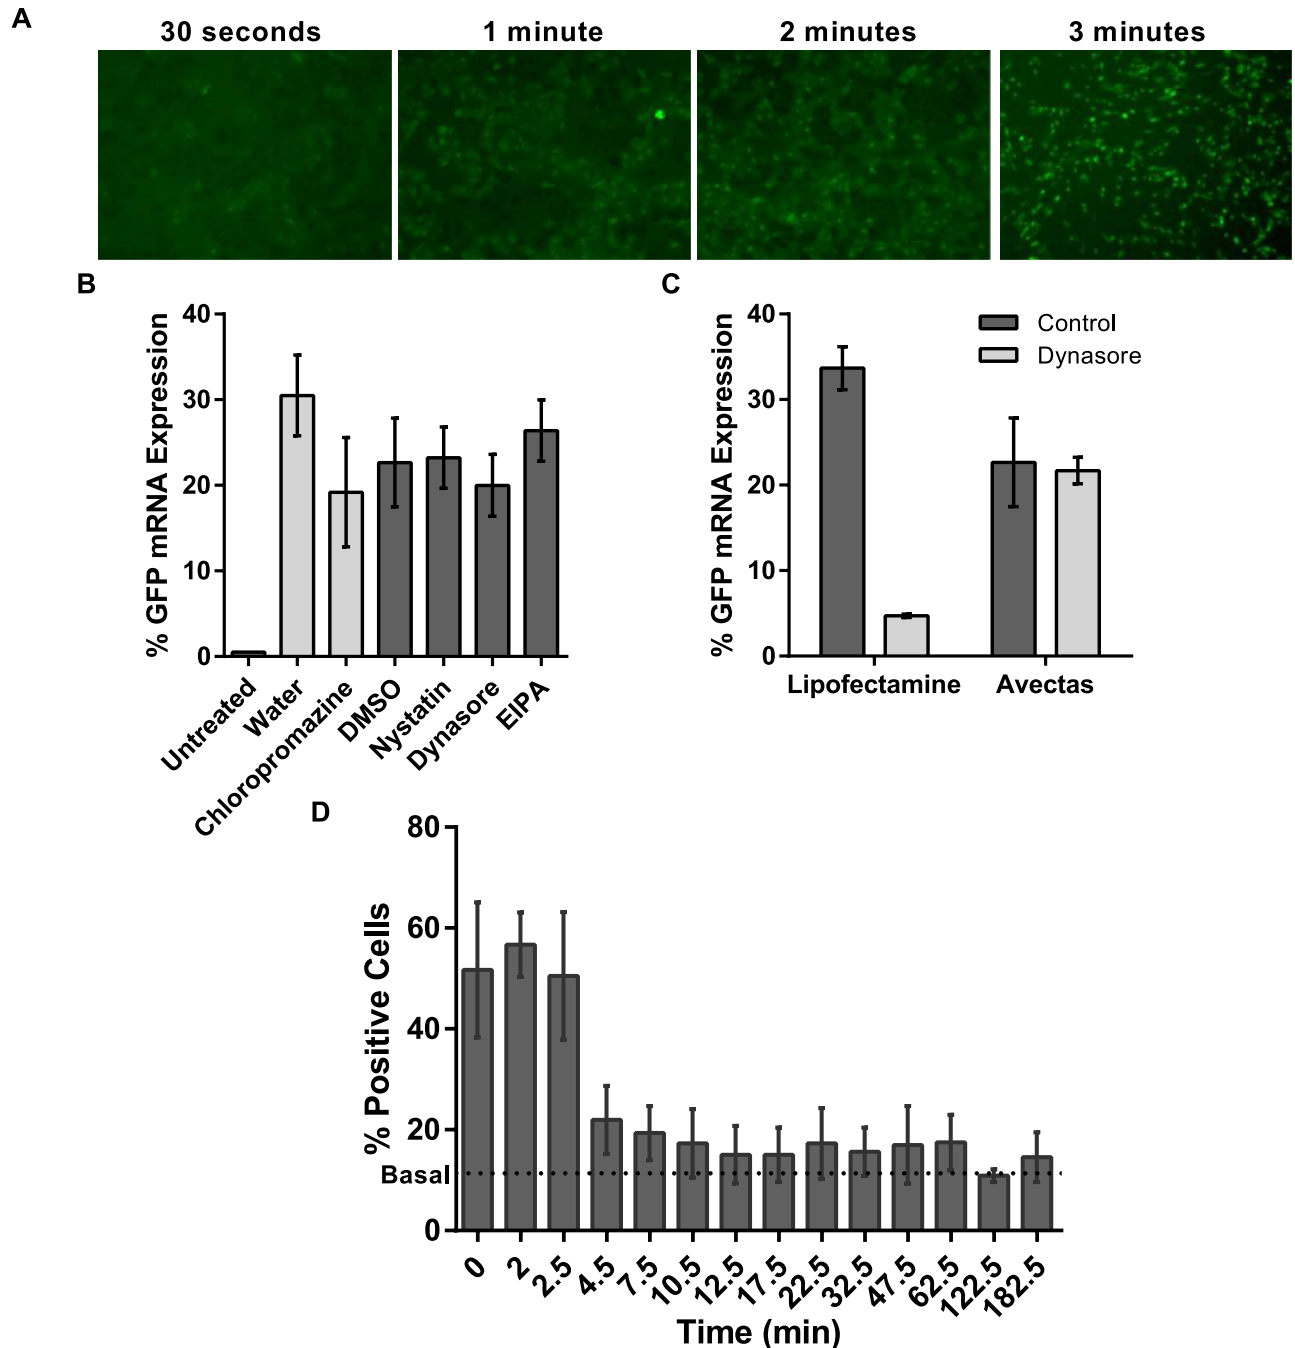 A
30 seconds
1 minute
2 minutes
3 minutes
B
% GFP mRNA Expression
40
30
20
10
0
Untreated
Water
Chloropromazine
DMSO
Nystatin
Dynasore
EIPA
C
% GFP mRNA Expression
40
30
20
10
0
Control
Dynasore
Lipofectamine
Avectas
D
% Positive Cells
80
60
40
20
Basal
0
0
2
2.5
4.5
7.5
10.5
12.5
17.5
22.5
32.5
47.5
62.5
122.5
182.5
Time (min)